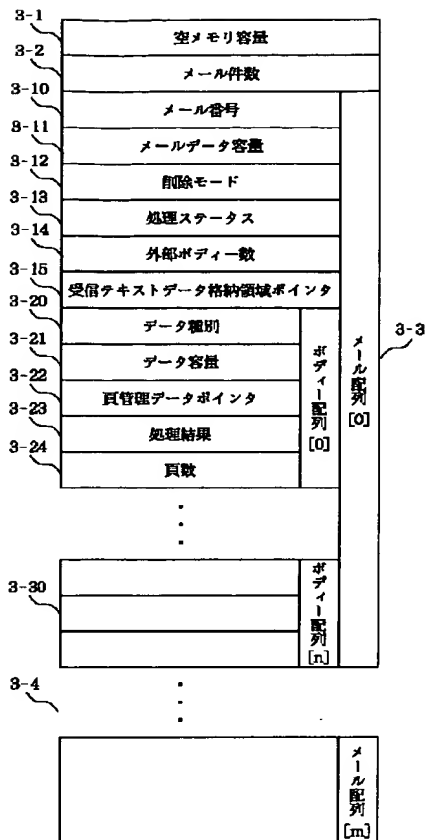 3-1
空メモリ容量
3-2
メール件数
3-10
メール番号
3-11
メールデータ容量
3-12
削除モード
3-13
処理ステータス
3-14
外部ボディー数
3-15
受信テキストデータ格納領域ポインタ
3-20
データ種別
3-21
データ容量
3-22
頁管理データポインタ
3-23
処理結果
3-24
頁数
ボディー配列
[0]
メール配列
[0]
3-3
3-30
ボディー配列
[n]
3-4
メール配列
[m]